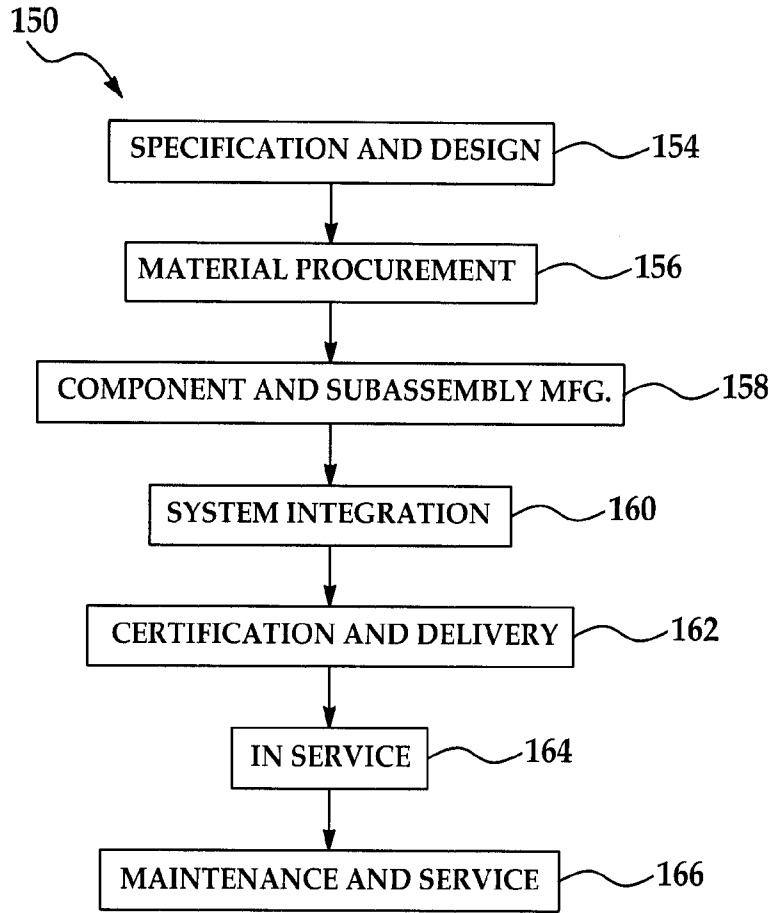 150
SPECIFICATION AND DESIGN 154
MATERIAL PROCUREMENT 156
COMPONENT AND SUBASSEMBLY MFG. 158
SYSTEM INTEGRATION 160
CERTIFICATION AND DELIVERY 162
IN SERVICE 164
MAINTENANCE AND SERVICE 166